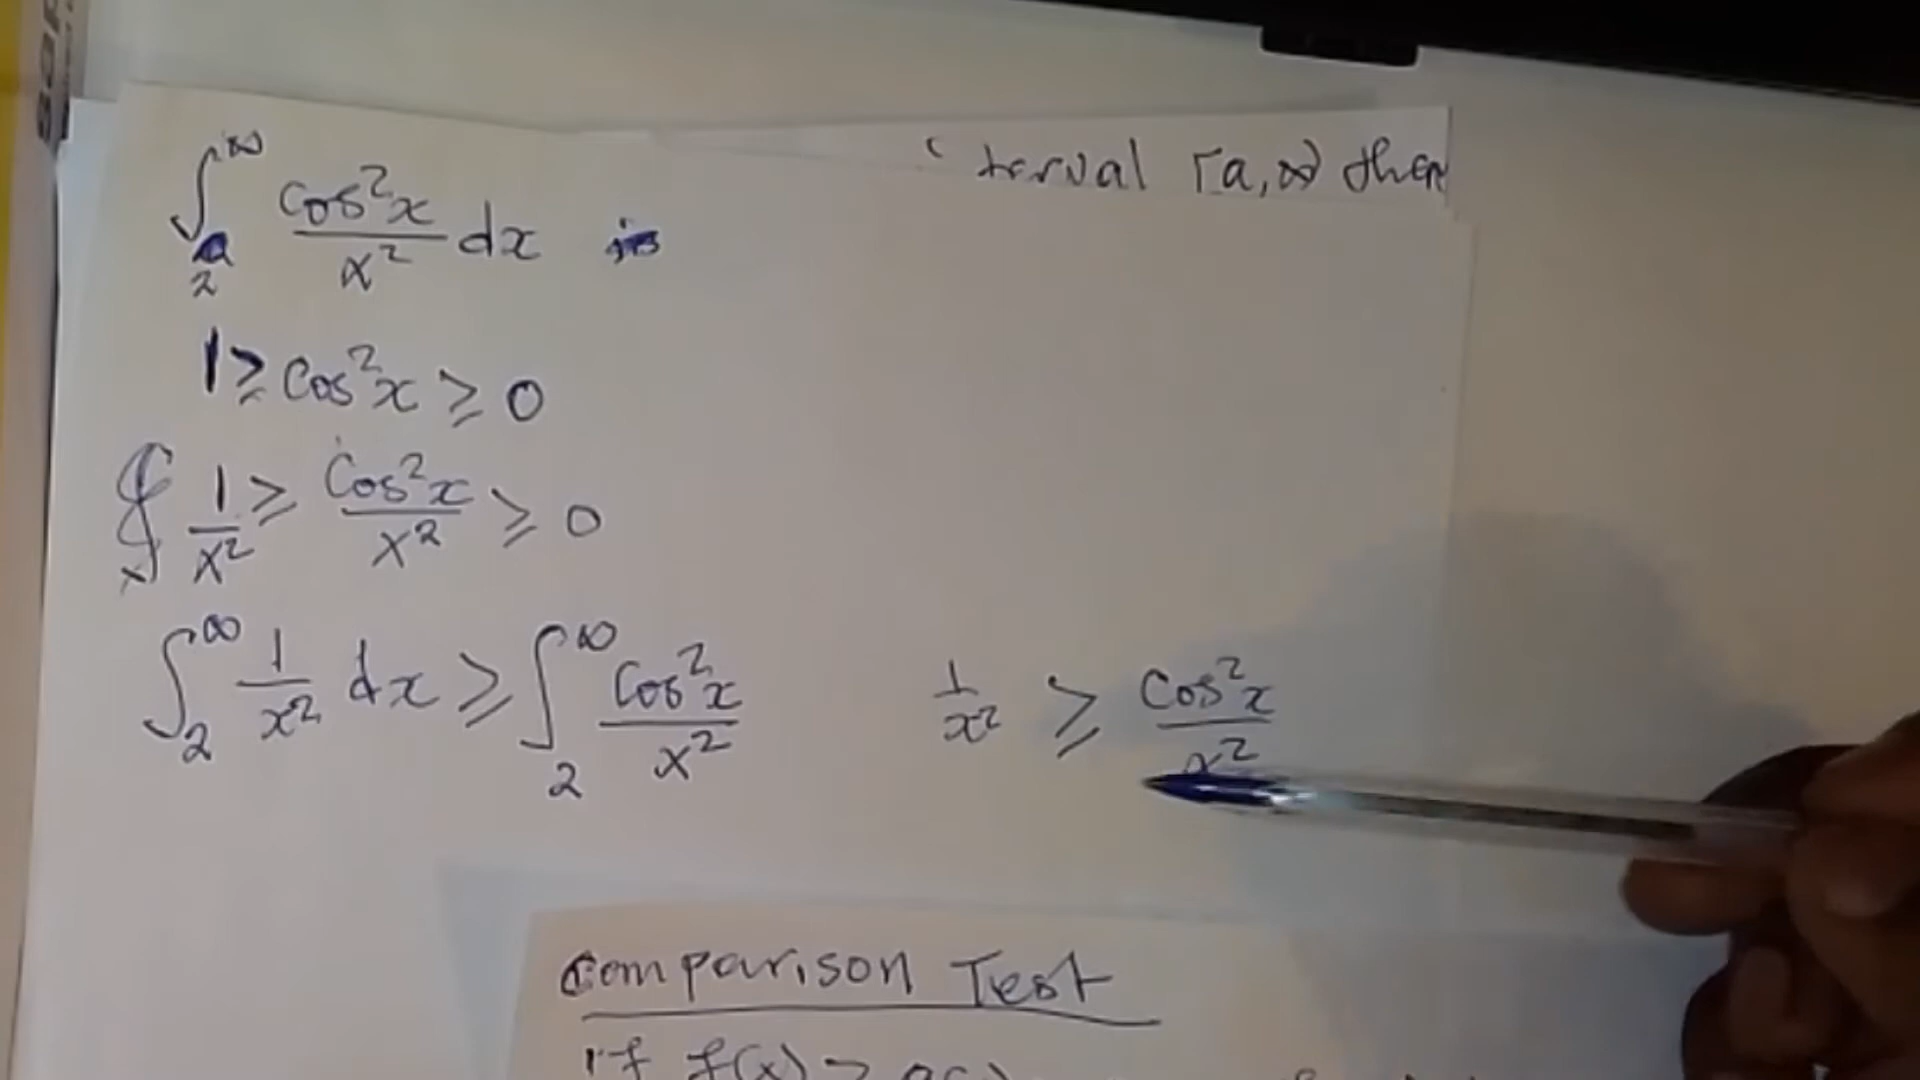 terval [a, ∞) then
∫₂^∞ cos²x / x² dx is
1 ≥ cos²x ≥ 0
1/x² ≥ cos²x / x² ≥ 0
∫₂^∞ 1/x² dx ≥ ∫₂^∞ cos²x / x²
1/x² ≥ cos²x / x²
Comparison Test
if f(x) ≥